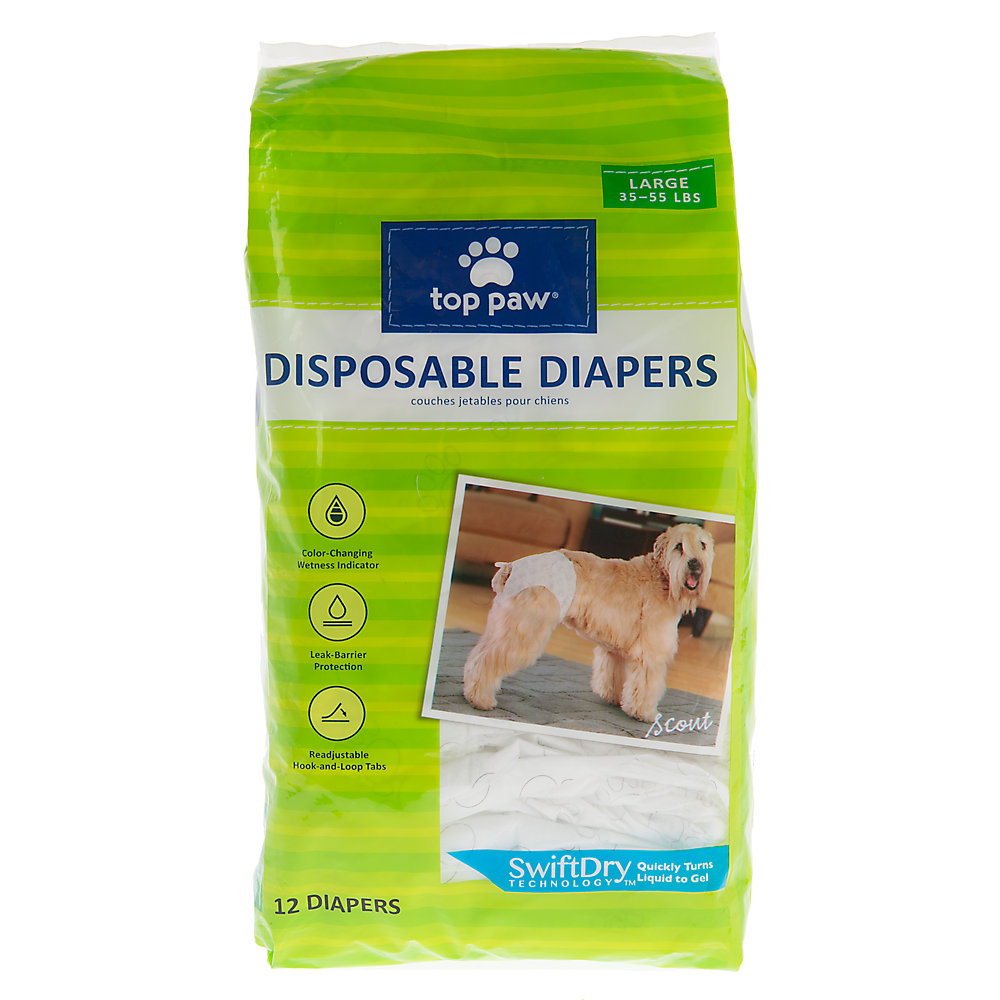 LARGE
35–55 LBS
top paw®
DISPOSABLE DIAPERS
couches jetables pour chiens
Color-Changing
Wetness Indicator
Leak-Barrier
Protection
Readjustable
Hook-and-Loop Tabs
Scout
SwiftDry
TECHNOLOGY™
Quickly Turns
Liquid to Gel
12 DIAPERS